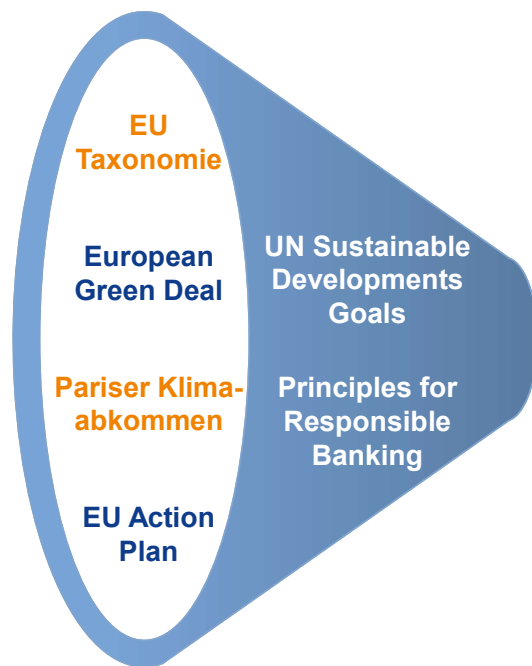 EU
Taxonomie
European
Green Deal
Pariser Klima-
abkommen
EU Action
Plan
UN Sustainable
Developments
Goals
Principles for
Responsible
Banking